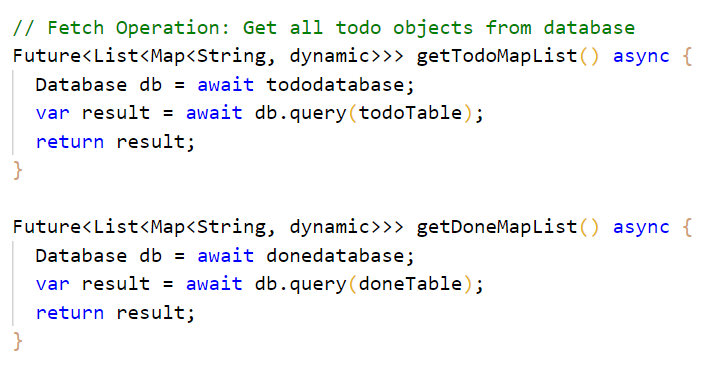 // Fetch Operation: Get all todo objects from database
Future<List<Map<String, dynamic>>> getTodoMapList() async {
  Database db = await tododatabase;
  var result = await db.query(todoTable);
  return result;
}

Future<List<Map<String, dynamic>>> getDoneMapList() async {
  Database db = await donedatabase;
  var result = await db.query(doneTable);
  return result;
}